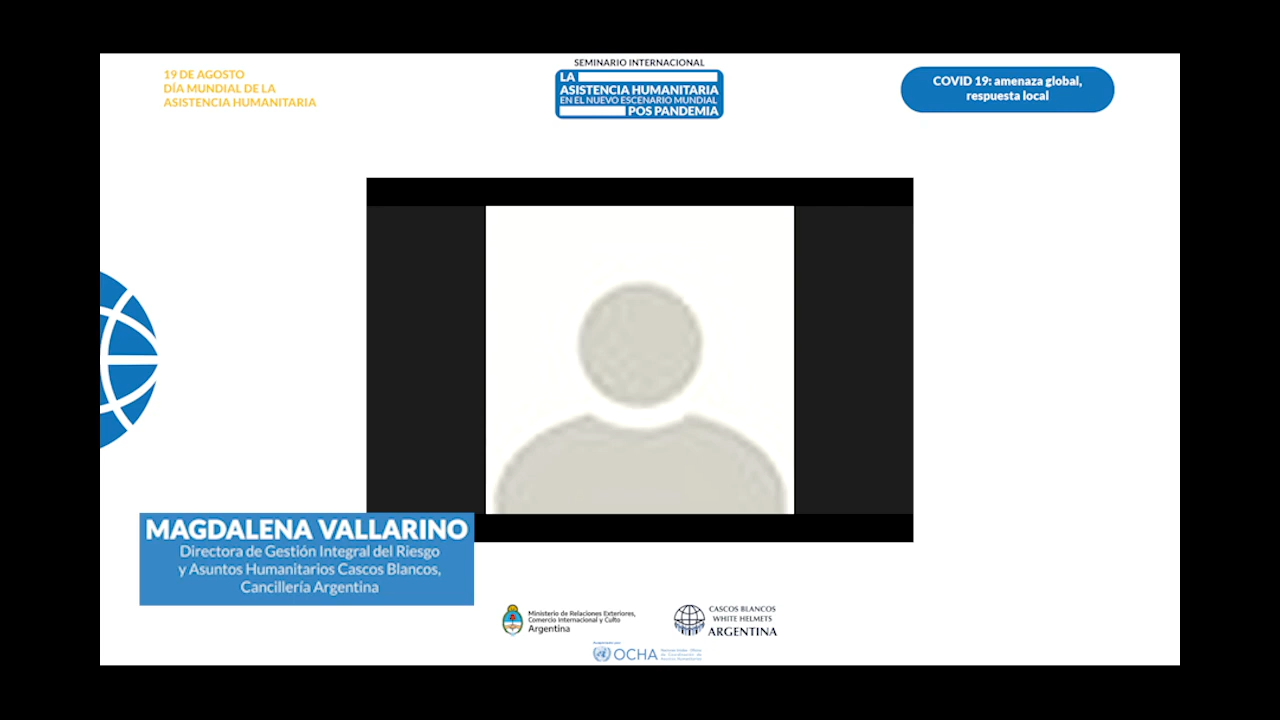 19 DE AGOSTO
DÍA MUNDIAL DE LA
ASISTENCIA HUMANITARIA
SEMINARIO INTERNACIONAL
LA
ASISTENCIA HUMANITARIA
EN EL NUEVO ESCENARIO MUNDIAL
POS PANDEMIA
COVID 19: amenaza global,
respuesta local
MAGDALENA VALLARINO
Directora de Gestión Integral del Riesgo
y Asuntos Humanitarios Cascos Blancos,
Cancillería Argentina
Ministerio de Relaciones Exteriores,
Comercio Internacional y Culto
Argentina
CASCOS BLANCOS
WHITE HELMETS
ARGENTINA
OCHA